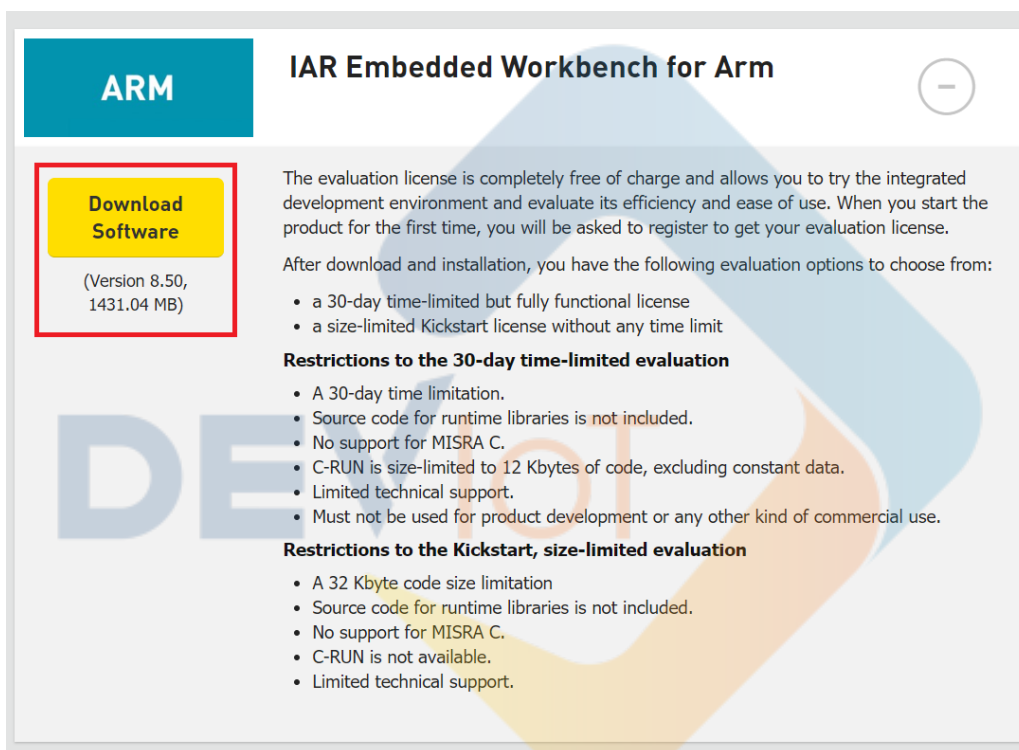 ARM
IAR Embedded Workbench for Arm
Download
Software
(Version 8.50,
1431.04 MB)
The evaluation license is completely free of charge and allows you to try the integrated
development environment and evaluate its efficiency and ease of use. When you start the
product for the first time, you will be asked to register to get your evaluation license.
After download and installation, you have the following evaluation options to choose from:
• a 30-day time-limited but fully functional license
• a size-limited Kickstart license without any time limit
Restrictions to the 30-day time-limited evaluation
• A 30-day time limitation.
• Source code for runtime libraries is not included.
• No support for MISRA C.
• C-RUN is size-limited to 12 Kbytes of code, excluding constant data.
• Limited technical support.
• Must not be used for product development or any other kind of commercial use.
Restrictions to the Kickstart, size-limited evaluation
• A 32 Kbyte code size limitation
• Source code for runtime libraries is not included.
• No support for MISRA C.
• C-RUN is not available.
• Limited technical support.
DEVIoT